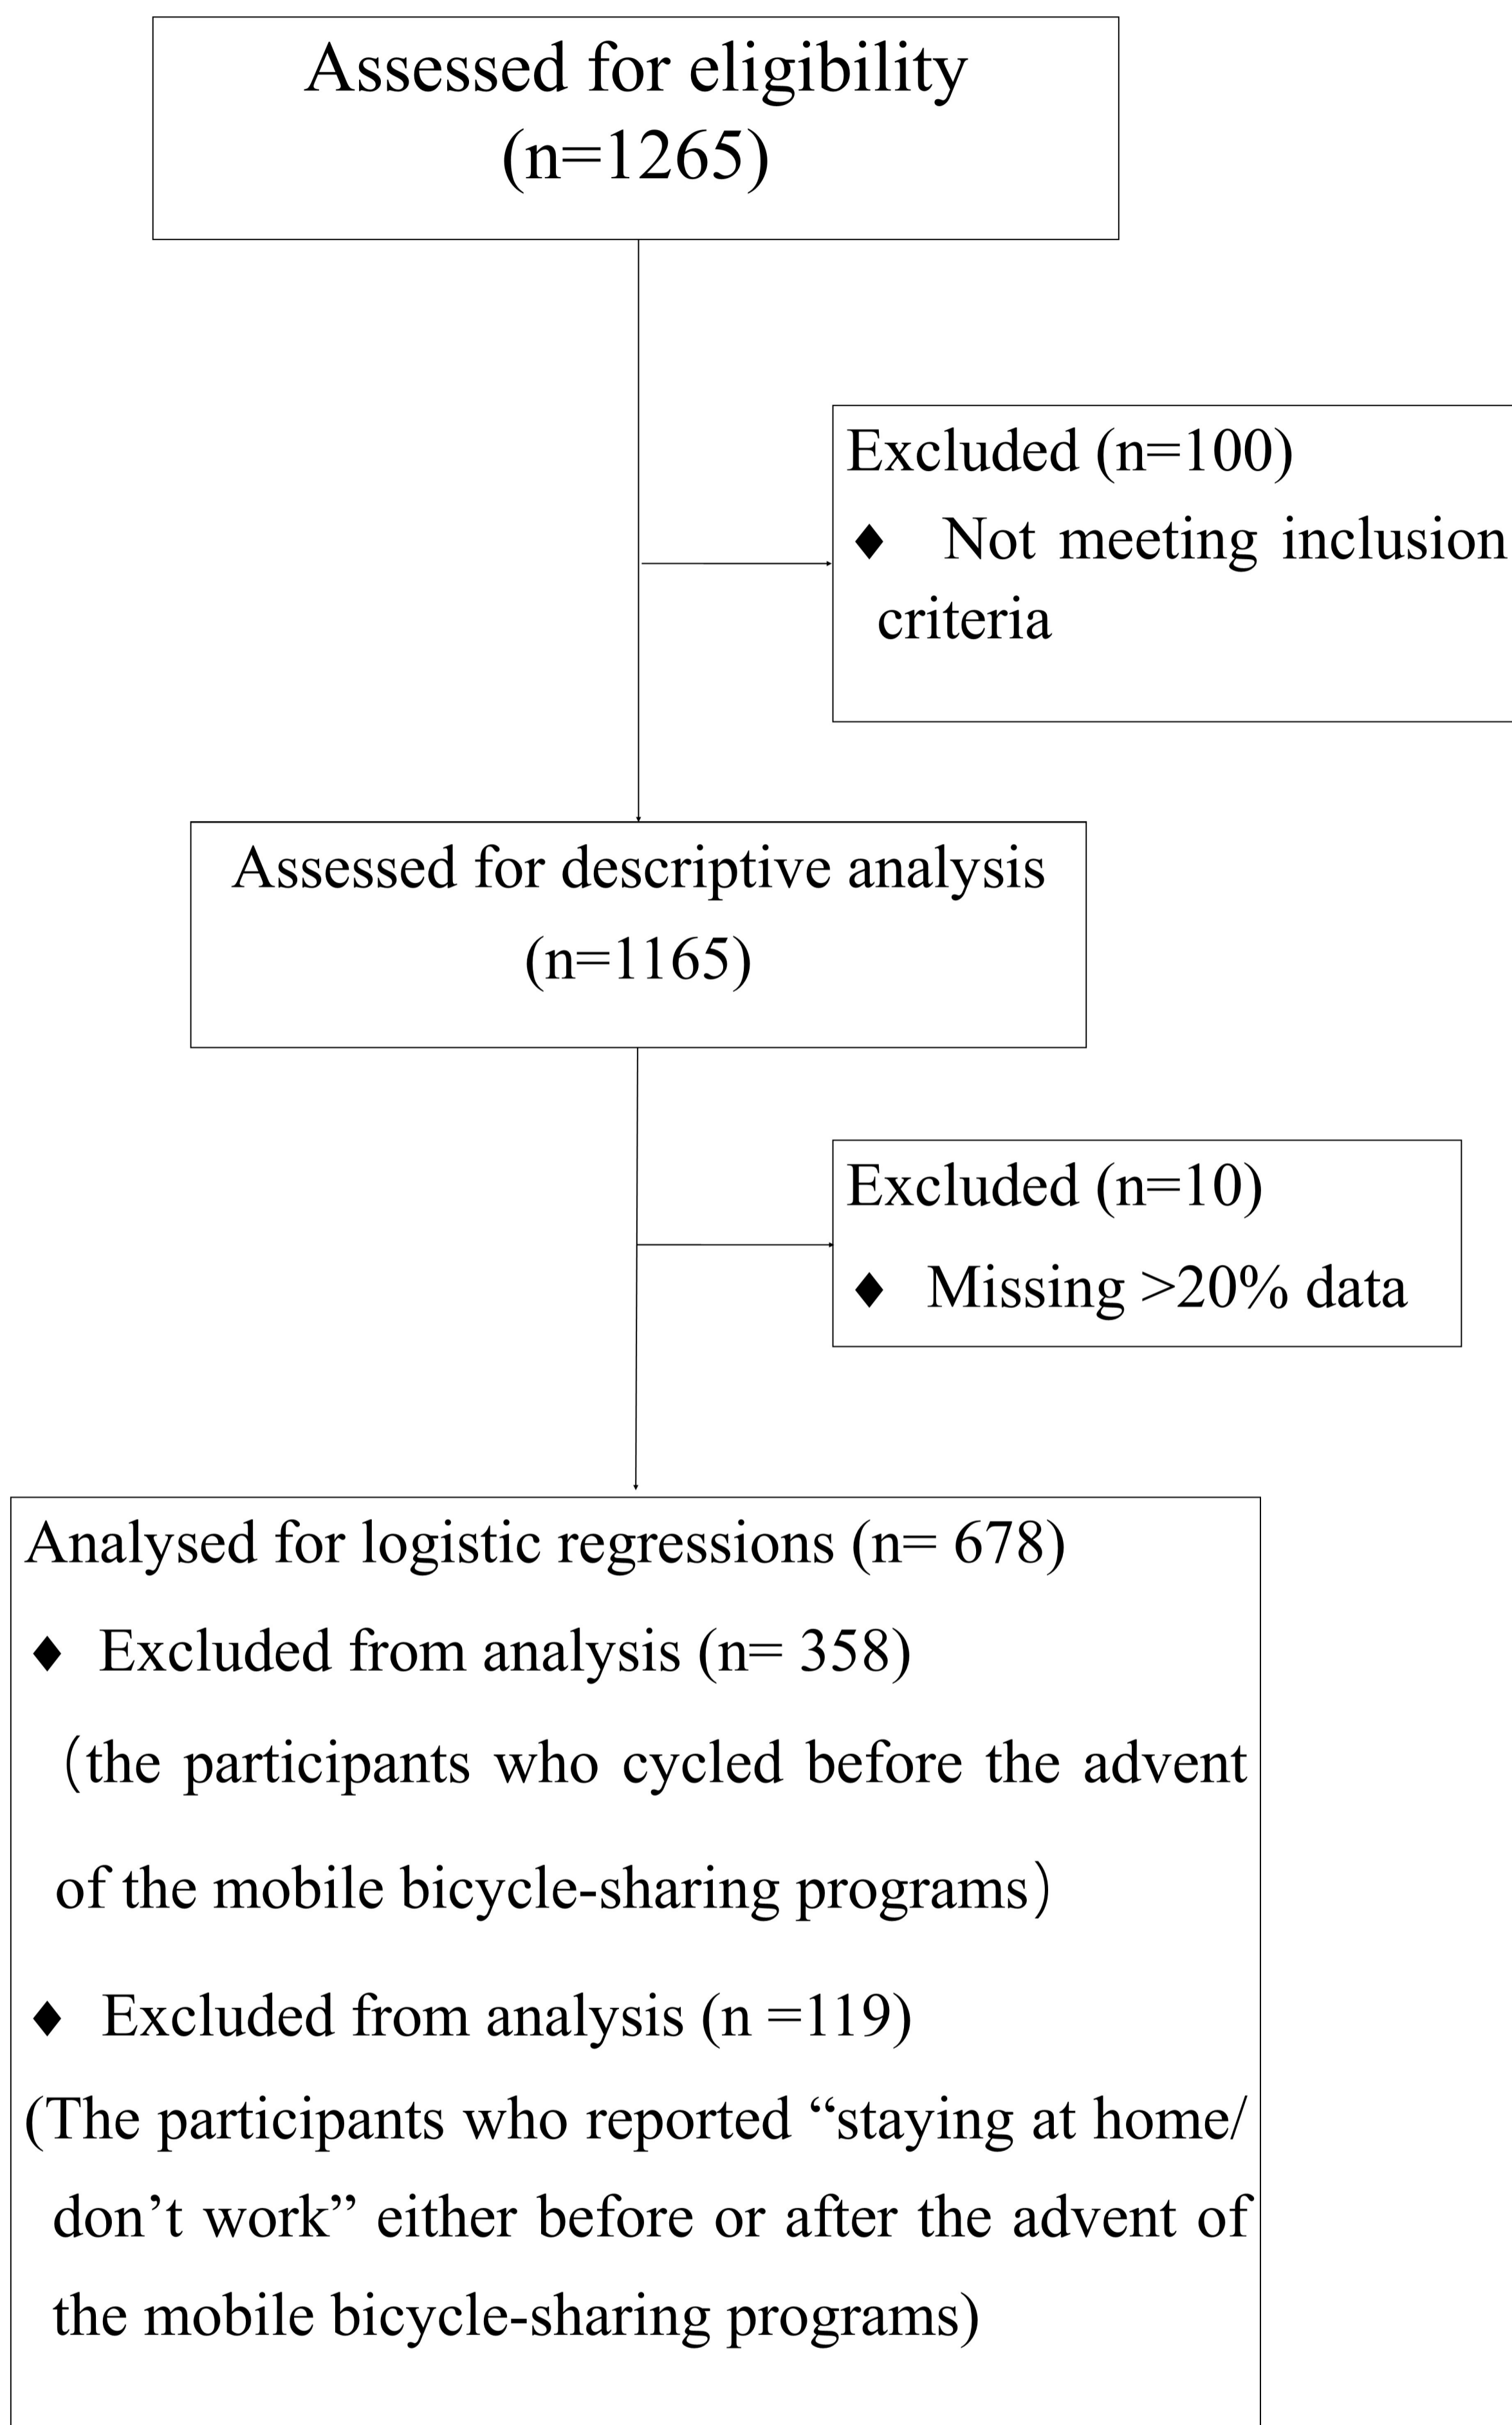 Assessed for eligibility
(n=1265)
Excluded (n=100)
♦ Not meeting inclusion
criteria
Assessed for descriptive analysis
(n=1165)
Excluded (n=10)
♦ Missing >20% data
Analysed for logistic regressions (n= 678)
♦ Excluded from analysis (n= 358)
(the participants who cycled before the advent
of the mobile bicycle-sharing programs)
♦ Excluded from analysis (n =119)
(The participants who reported “staying at home/
don’t work” either before or after the advent of
the mobile bicycle-sharing programs)